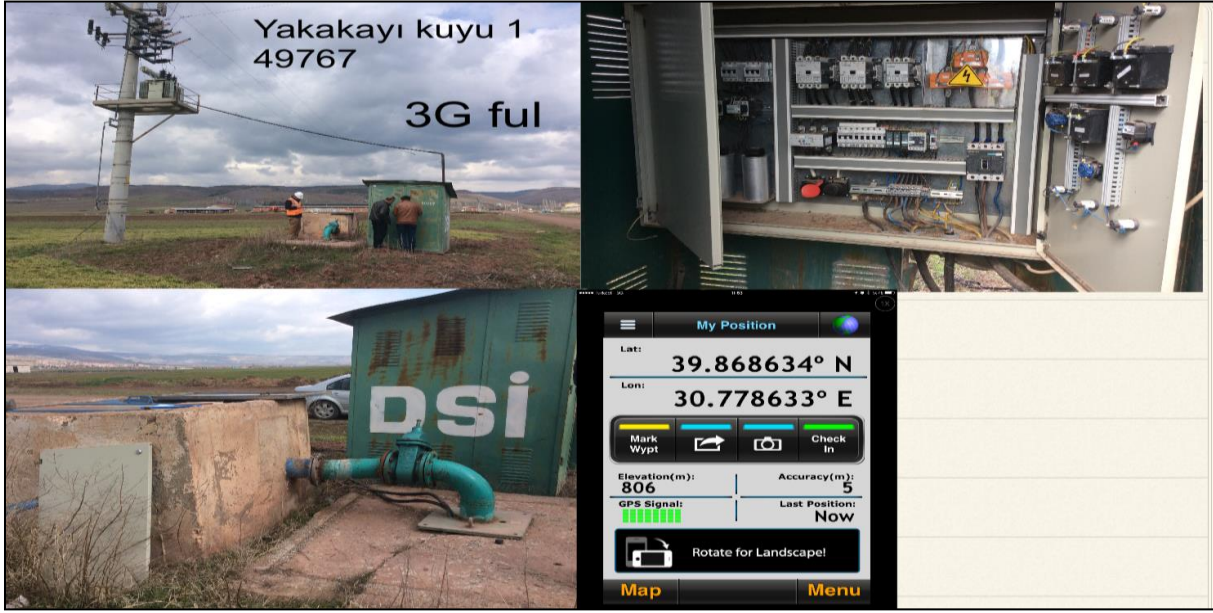 Yakakayı kuyu 1
49767
3G ful
DSİ
My Position
Lat:
39.868634° N
Lon:
30.778633° E
Mark
Wypt
Check
In
Elevation(m):
806
Accuracy(m):
5
GPS Signal:
Last Position:
Now
Rotate for Landscape!
Map
Menu